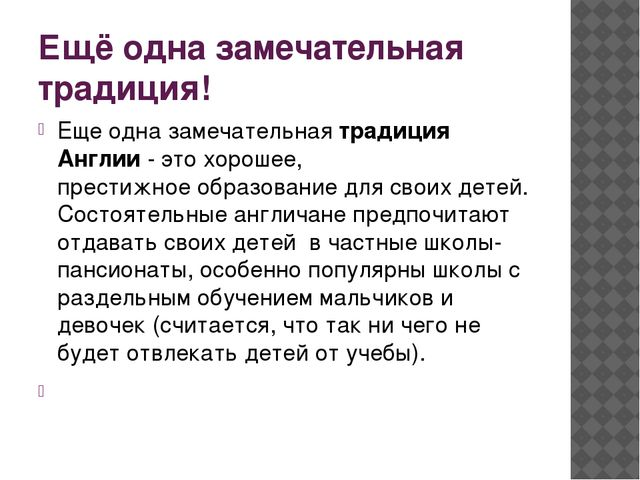 Ещё одна замечательная
традиция!
Еще одна замечательная традиция
Англии - это хорошее,
престижное образование для своих детей.
Состоятельные англичане предпочитают
отдавать своих детей  в частные школы-
пансионаты, особенно популярны школы с
раздельным обучением мальчиков и
девочек (считается, что так ни чего не
будет отвлекать детей от учебы).